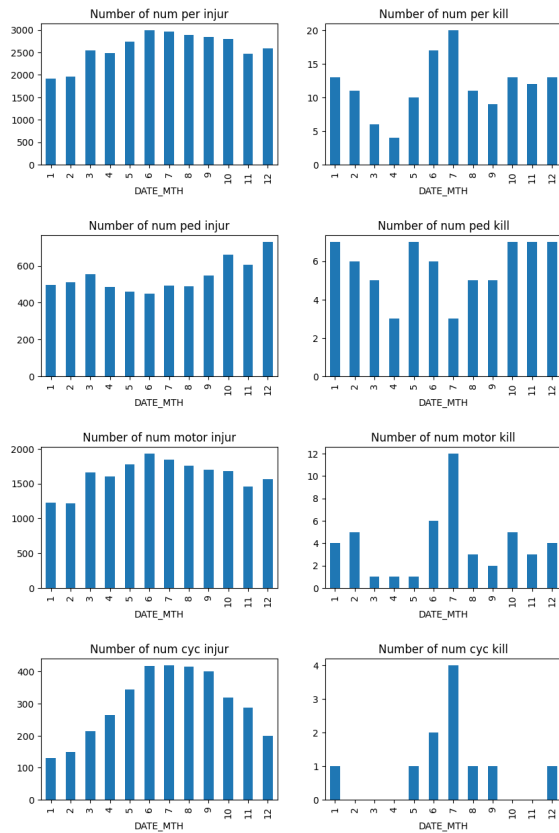 Number of num per injur
3000
2500
2000
1500
1000
500
0
1 2 3 4 5 6 7 8 9 10 11 12
DATE_MTH
Number of num per kill
20
15
10
5
0
1 2 3 4 5 6 7 8 9 10 11 12
DATE_MTH
Number of num ped injur
600
400
200
0
1 2 3 4 5 6 7 8 9 10 11 12
DATE_MTH
Number of num ped kill
6
4
2
0
1 2 3 4 5 6 7 8 9 10 11 12
DATE_MTH
Number of num motor injur
2000
1500
1000
500
0
1 2 3 4 5 6 7 8 9 10 11 12
DATE_MTH
Number of num motor kill
12
10
8
6
4
2
0
1 2 3 4 5 6 7 8 9 10 11 12
DATE_MTH
Number of num cyc injur
400
300
200
100
0
1 2 3 4 5 6 7 8 9 10 11 12
DATE_MTH
Number of num cyc kill
4
3
2
1
0
1 2 3 4 5 6 7 8 9 10 11 12
DATE_MTH